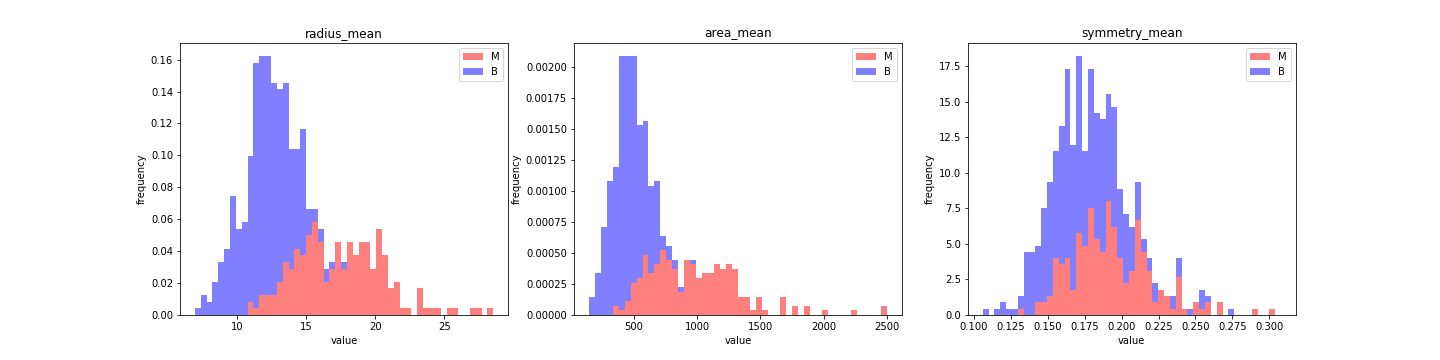 radius_mean
M
B
0.16
0.14
0.12
0.10
0.08
0.06
0.04
0.02
0.00
frequency
10
15
20
25
value
area_mean
M
B
0.00200
0.00175
0.00150
0.00125
0.00100
0.00075
0.00050
0.00025
0.00000
frequency
500
1000
1500
2000
2500
value
symmetry_mean
M
B
17.5
15.0
12.5
10.0
7.5
5.0
2.5
0.0
frequency
0.100
0.125
0.150
0.175
0.200
0.225
0.250
0.275
0.300
value